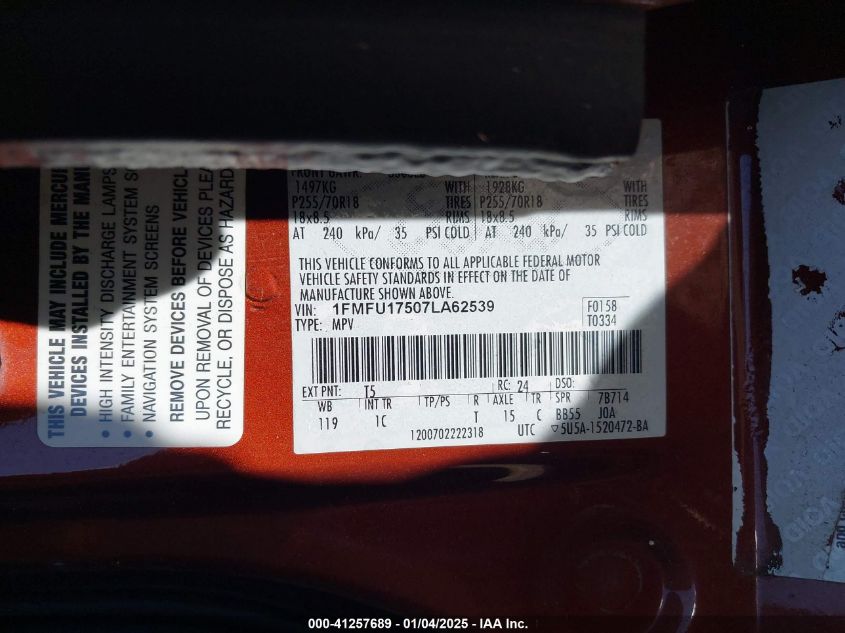 THIS VEHICLE MAY INCLUDE MERCUR
DEVICES INSTALLED BY THE MANU
• HIGH INTENSITY DISCHARGE LAMPS
• FAMILY ENTERTAINMENT SYSTEM SC
• NAVIGATION SYSTEM SCREENS
REMOVE DEVICES BEFORE VEHICL
UPON REMOVAL OF DEVICES PLEA
RECYCLE, OR DISPOSE AS HAZARD
FRONT GAWR:
1497KG WITH 1928KG WITH
P255/70R18 TIRES P255/70R18 TIRES
18x8.5 RIMS 18x8.5 RIMS
AT 240 kPa/ 35 PSI COLD AT 240 kPa/ 35 PSI COLD
THIS VEHICLE CONFORMS TO ALL APPLICABLE FEDERAL MOTOR
VEHICLE SAFETY STANDARDS IN EFFECT ON THE DATE OF
MANUFACTURE SHOWN ABOVE.
VIN: 1FMFU17507LA62539 F0158
TYPE: MPV T0334
EXT PNT: T5 RC: 24 DSO:
WB INT TR TP/PS R AXLE TR SPR 7B714
119 1C T 15 C BB55 JOA
1200702222318 UTC ▽5U5A-1520472-BA
000-41257689 - 01/04/2025 - IAA Inc.